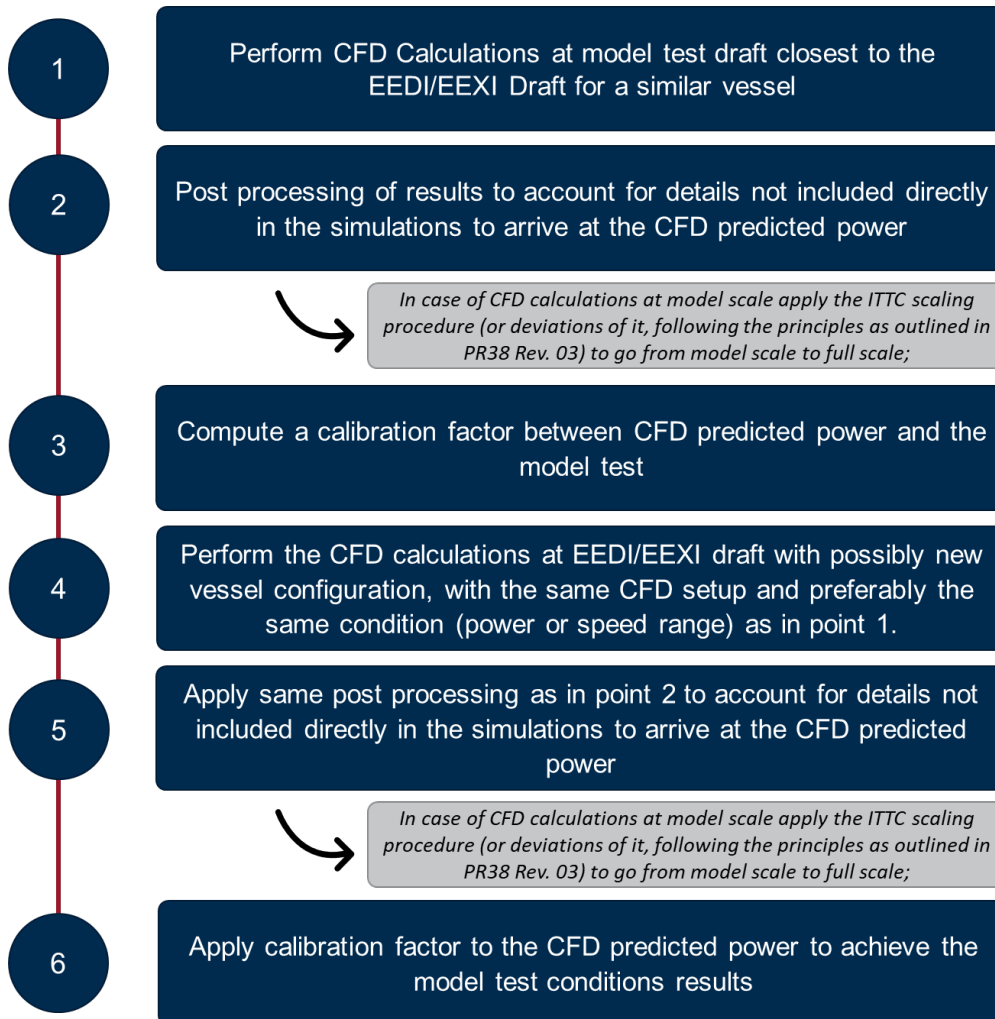 1
Perform CFD Calculations at model test draft closest to the
EEDI/EEXI Draft for a similar vessel
2
Post processing of results to account for details not included directly
in the simulations to arrive at the CFD predicted power
In case of CFD calculations at model scale apply the ITTC scaling
procedure (or deviations of it, following the principles as outlined in
PR38 Rev. 03) to go from model scale to full scale;
3
Compute a calibration factor between CFD predicted power and the
model test
4
Perform the CFD calculations at EEDI/EEXI draft with possibly new
vessel configuration, with the same CFD setup and preferably the
same condition (power or speed range) as in point 1.
5
Apply same post processing as in point 2 to account for details not
included directly in the simulations to arrive at the CFD predicted
power
In case of CFD calculations at model scale apply the ITTC scaling
procedure (or deviations of it, following the principles as outlined in
PR38 Rev. 03) to go from model scale to full scale;
6
Apply calibration factor to the CFD predicted power to achieve the
model test conditions results